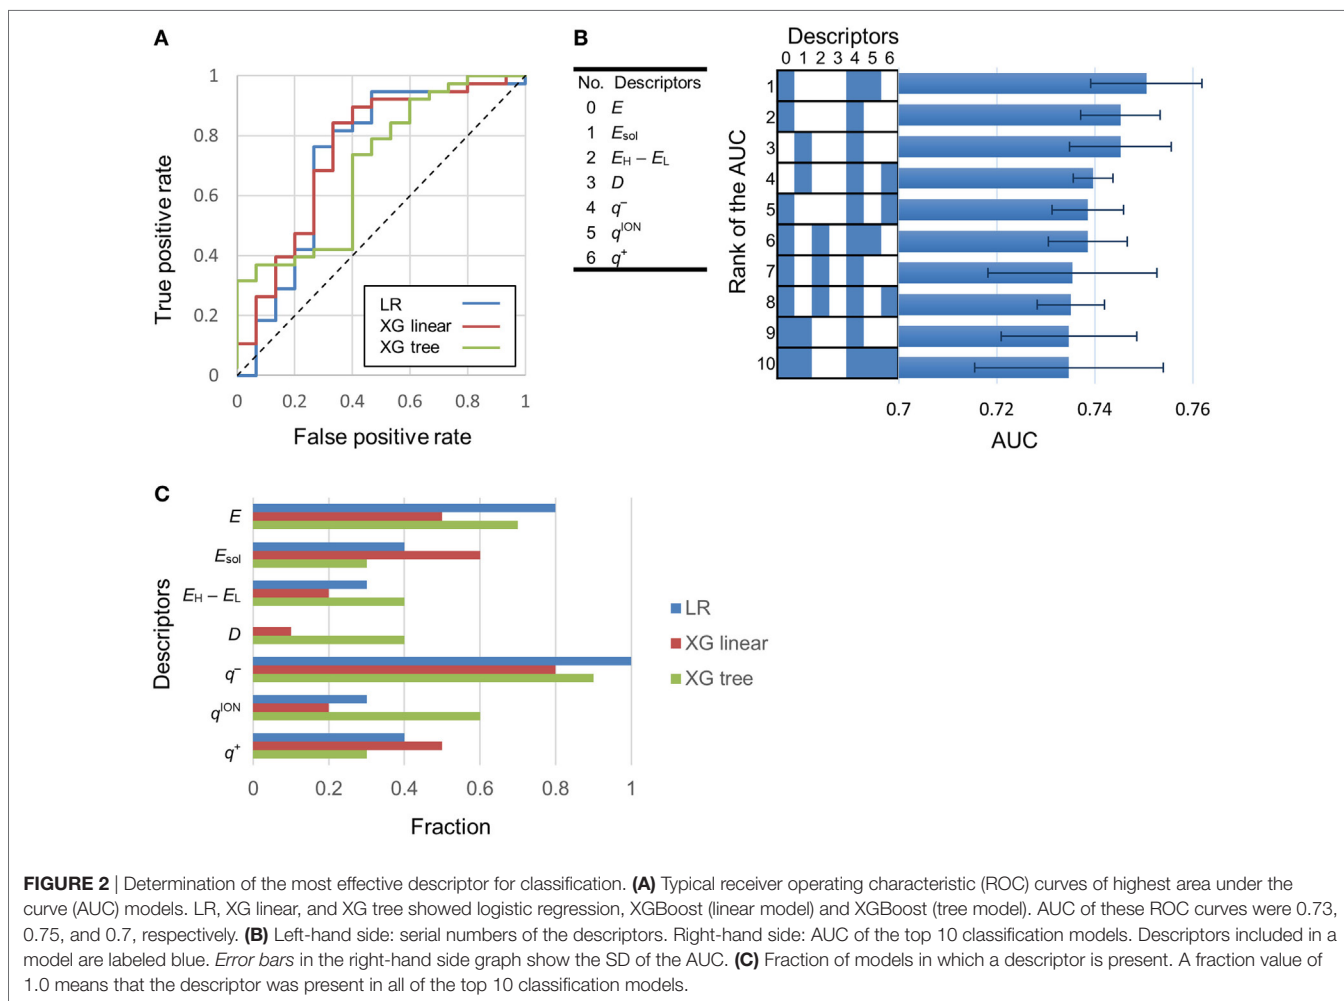 A
True positive rate
1
0.8
0.6
0.4
0.2
0
0 0.2 0.4 0.6 0.8 1
False positive rate
LR
XG linear
XG tree
B
No. Descriptors
0 E
1 Esol
2 EH – EL
3 D
4 q−
5 qION
6 q+
Descriptors
0 1 2 3 4 5 6
Rank of the AUC
1
2
3
4
5
6
7
8
9
10
0.7 0.72 0.74 0.76
AUC
C
Descriptors
E
Esol
EH – EL
D
q−
qION
q+
0 0.2 0.4 0.6 0.8 1
Fraction
LR
XG linear
XG tree
FIGURE 2 | Determination of the most effective descriptor for classification. (A) Typical receiver operating characteristic (ROC) curves of highest area under the
curve (AUC) models. LR, XG linear, and XG tree showed logistic regression, XGBoost (linear model) and XGBoost (tree model). AUC of these ROC curves were 0.73,
0.75, and 0.7, respectively. (B) Left-hand side: serial numbers of the descriptors. Right-hand side: AUC of the top 10 classification models. Descriptors included in a
model are labeled blue. Error bars in the right-hand side graph show the SD of the AUC. (C) Fraction of models in which a descriptor is present. A fraction value of
1.0 means that the descriptor was present in all of the top 10 classification models.